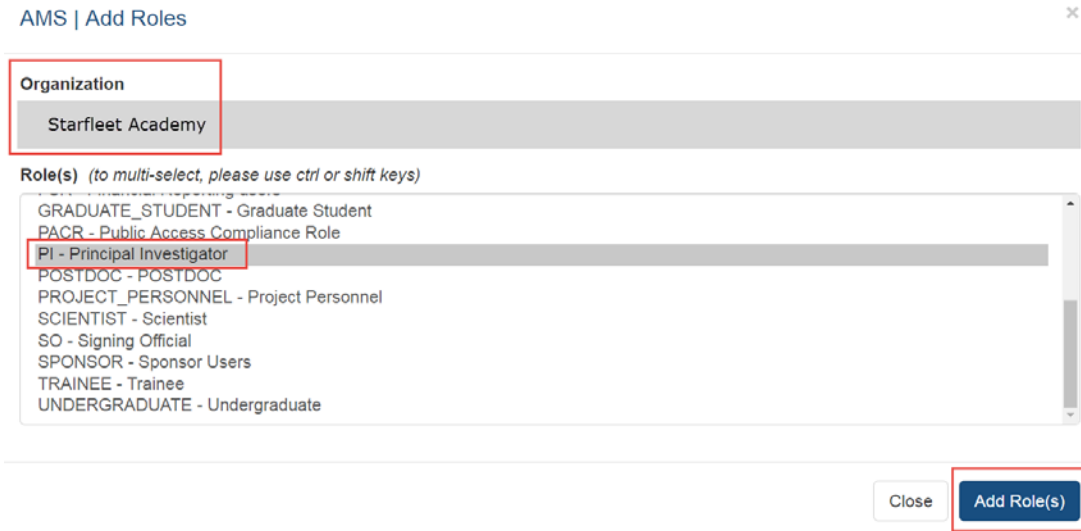 AMS | Add Roles
×
Organization
Starfleet Academy
Role(s) (to multi-select, please use ctrl or shift keys)
GRADUATE_STUDENT - Graduate Student
PACR - Public Access Compliance Role
PI - Principal Investigator
POSTDOC - POSTDOC
PROJECT_PERSONNEL - Project Personnel
SCIENTIST - Scientist
SO - Signing Official
SPONSOR - Sponsor Users
TRAINEE - Trainee
UNDERGRADUATE - Undergraduate
Close
Add Role(s)